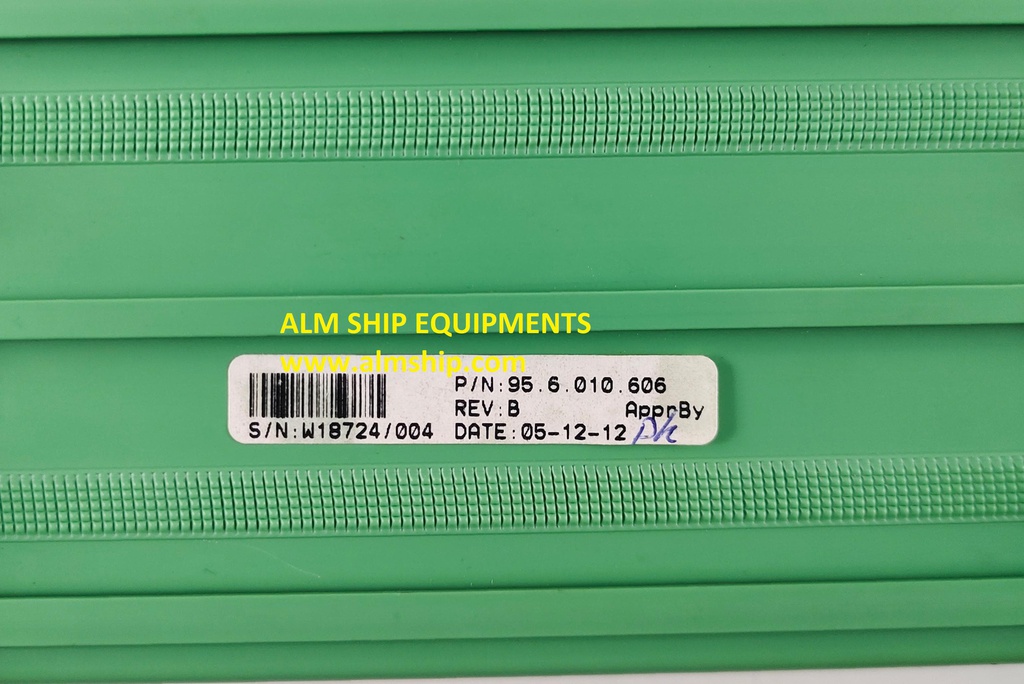 ALM SHIP EQUIPMENTS
www.almship.com
P/N:95.6.010.606
REV:B ApprBy
S/N:W18724/004 DATE:05-12-12